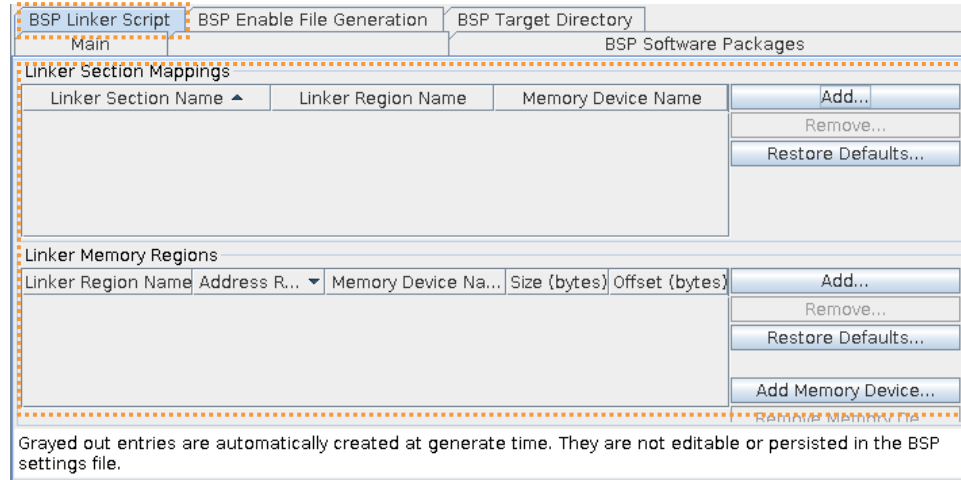 BSP Linker Script BSP Enable File Generation BSP Target Directory
Main BSP Software Packages
Linker Section Mappings
Linker Section Name Linker Region Name Memory Device Name Add...
Remove...
Restore Defaults...
Linker Memory Regions
Linker Region Name Address R... Memory Device Na... Size (bytes) Offset (bytes) Add...
Remove...
Restore Defaults...
Add Memory Device...
Remove Memory De...
Grayed out entries are automatically created at generate time. They are not editable or persisted in the BSP
settings file.